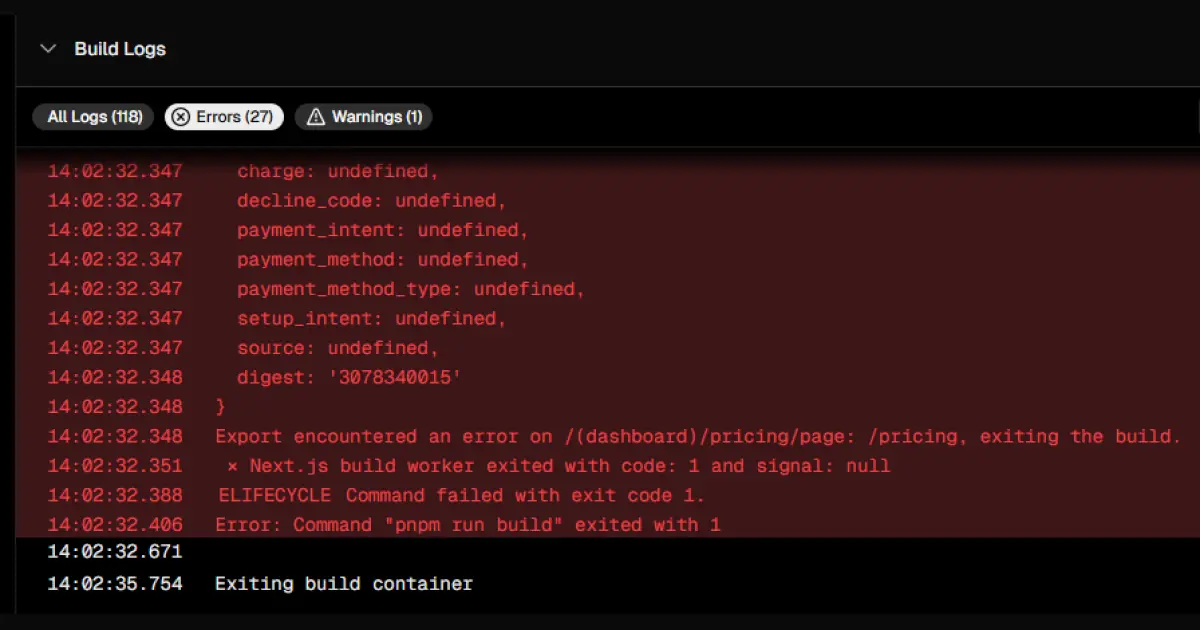 Build Logs
All Logs (118) Errors (27) Warnings (1)
14:02:32.347 charge: undefined,
14:02:32.347 decline_code: undefined,
14:02:32.347 payment_intent: undefined,
14:02:32.347 payment_method: undefined,
14:02:32.347 payment_method_type: undefined,
14:02:32.347 setup_intent: undefined,
14:02:32.347 source: undefined,
14:02:32.348 digest: '3078340015'
14:02:32.348 }
14:02:32.348 Export encountered an error on /(dashboard)/pricing/page: /pricing, exiting the build.
14:02:32.351 ⨯ Next.js build worker exited with code: 1 and signal: null
14:02:32.388 ELIFECYCLE Command failed with exit code 1.
14:02:32.406 Error: Command "pnpm run build" exited with 1
14:02:32.671
14:02:35.754 Exiting build container